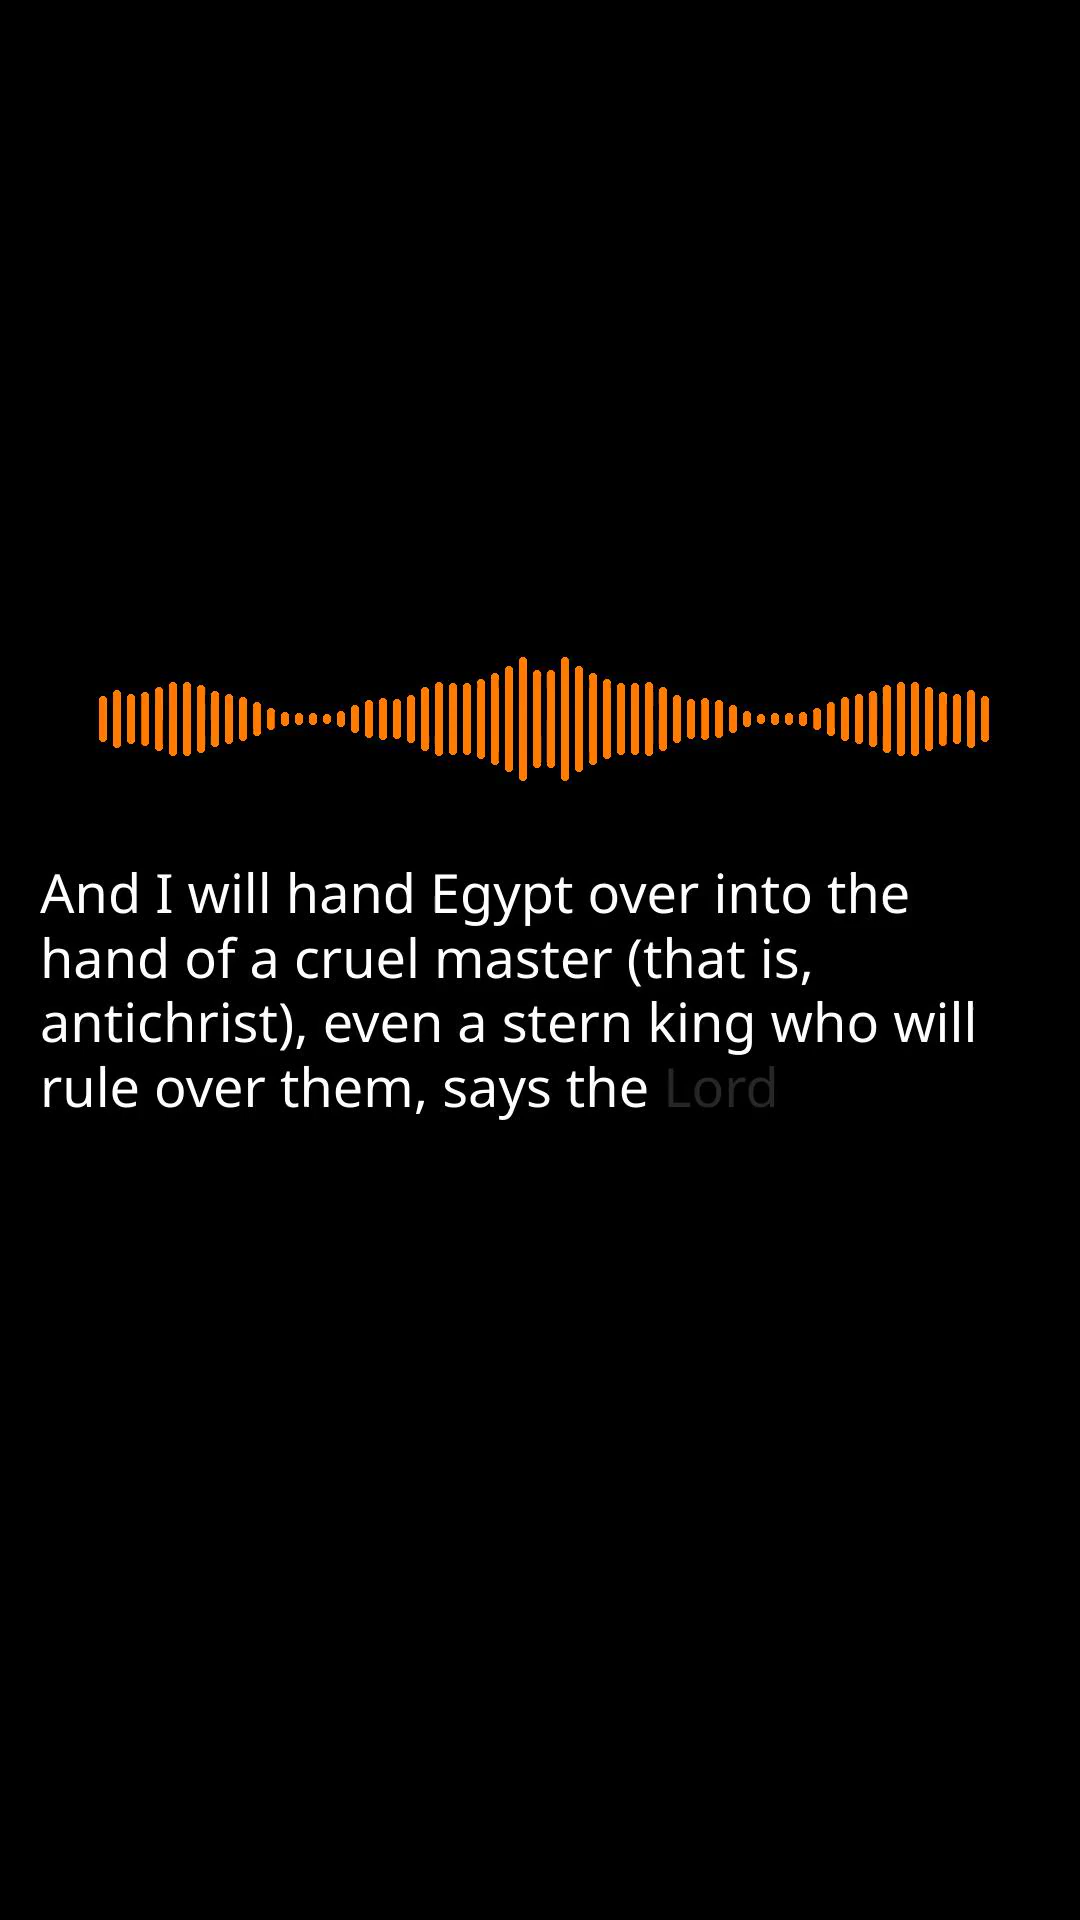 And I will hand Egypt over into the
hand of a cruel master (that is,
antichrist), even a stern king who will
rule over them, says the Lord